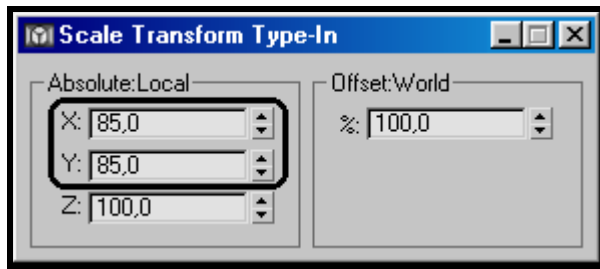 Scale Transform Type-In
Absolute:Local
X: 85,0
Y: 85,0
Z: 100,0
Offset:World
%: 100,0